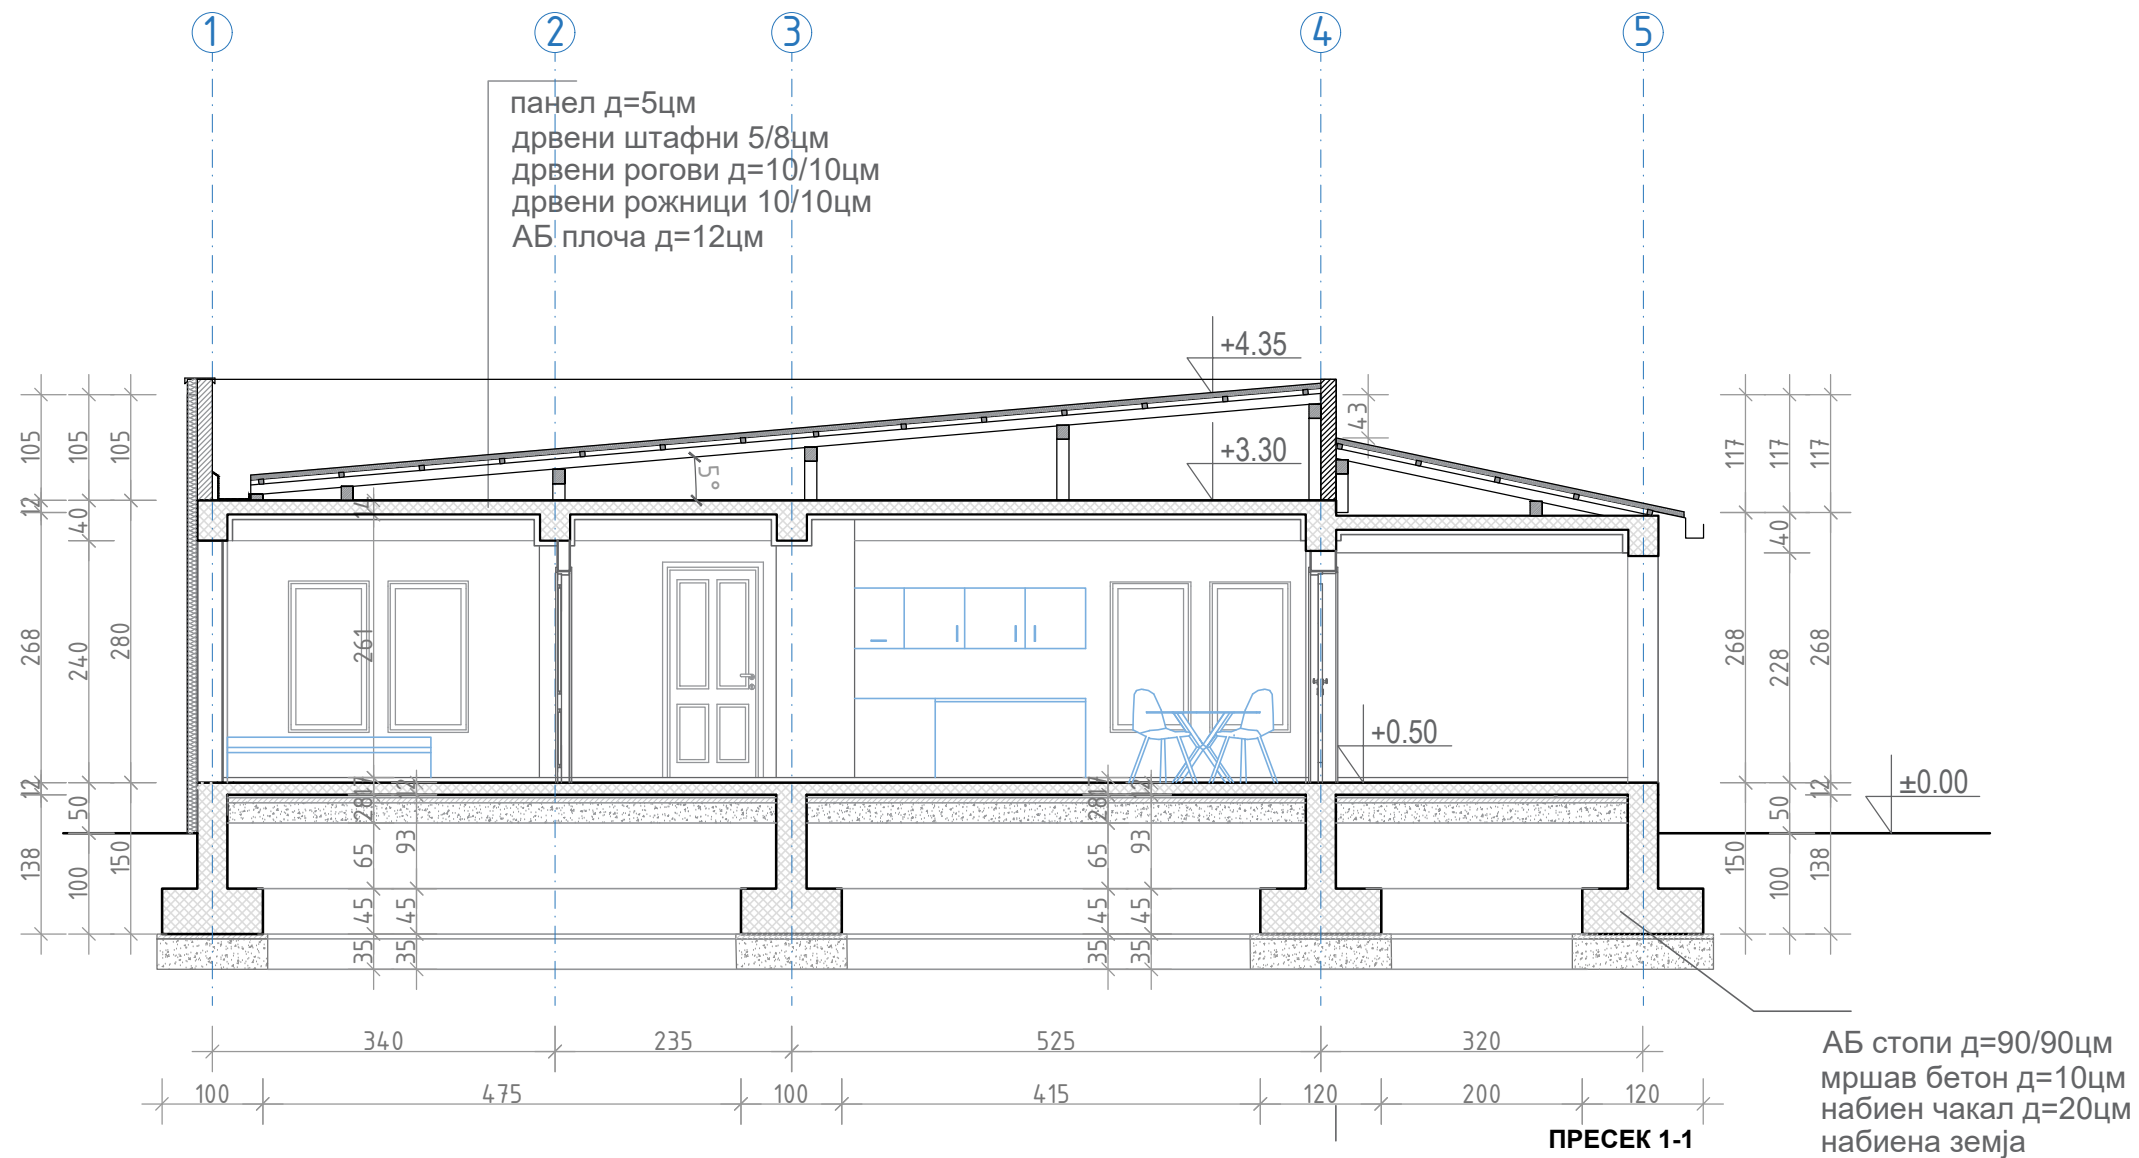 1 2 3 4 5
панел д=5цм
дрвени штафни 5/8цм
дрвени рогови д=10/10цм
дрвени рожници 10/10цм
АБ плоча д=12цм
+4.35
+3.30
5°
+0.50
±0.00
105 105 105
12 40
268 240 280
12 50
138 100 150
261
43
117 117 117
40
268 228 268
12
50
150 100 138
65 93 65 93
45 45 45 45
35 35 35 35
340 235 525 320
100 475 100 415 120 200 120
АБ стопи д=90/90цм
мршав бетон д=10цм
набиен чакал д=20цм
набиена земја
ПРЕСЕК 1-1